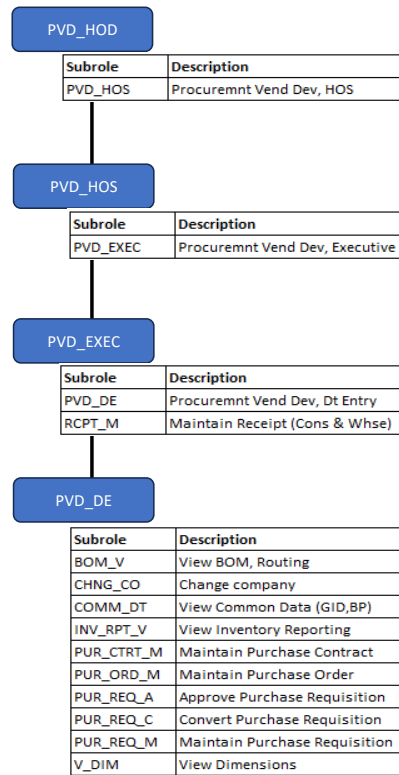 PVD_HOD
Subrole Description
PVD_HOS Procuremnt Vend Dev, HOS
PVD_HOS
Subrole Description
PVD_EXEC Procuremnt Vend Dev, Executive
PVD_EXEC
Subrole Description
PVD_DE Procuremnt Vend Dev, Dt Entry
RCPT_M Maintain Receipt (Cons & Whse)
PVD_DE
Subrole Description
BOM_V View BOM, Routing
CHNG_CO Change company
COMM_DT View Common Data (GID,BP)
INV_RPT_V View Inventory Reporting
PUR_CTRT_M Maintain Purchase Contract
PUR_ORD_M Maintain Purchase Order
PUR_REQ_A Approve Purchase Requisition
PUR_REQ_C Convert Purchase Requisition
PUR_REQ_M Maintain Purchase Requisition
V_DIM View Dimensions